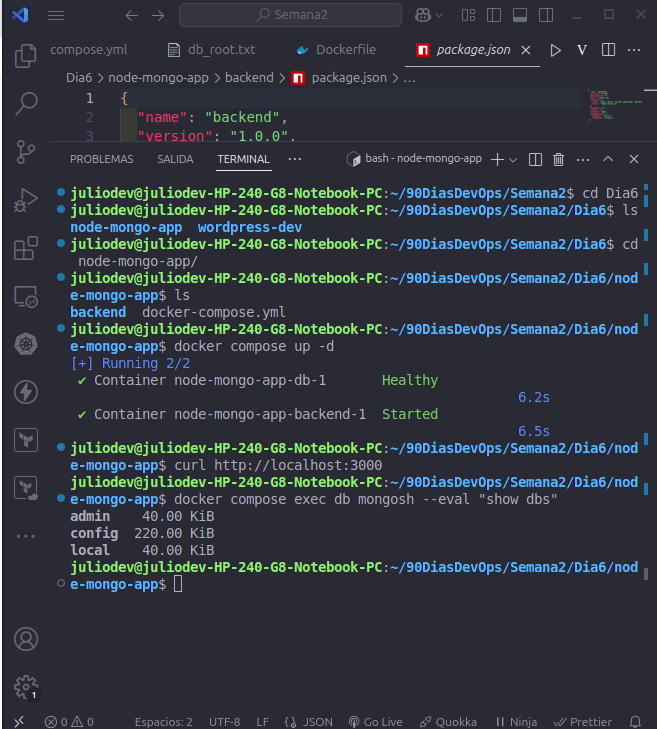 Semana2
compose.yml db_root.txt Dockerfile package.json
Dia6 > node-mongo-app > backend > package.json > ...
1 {
2 "name": "backend",
3 "version": "1.0.0",
PROBLEMAS SALIDA TERMINAL ... bash - node-mongo-app
juliodev@juliodev-HP-240-G8-Notebook-PC:~/90DiasDevOps/Semana2$ cd Dia6
juliodev@juliodev-HP-240-G8-Notebook-PC:~/90DiasDevOps/Semana2/Dia6$ ls
node-mongo-app wordpress-dev
juliodev@juliodev-HP-240-G8-Notebook-PC:~/90DiasDevOps/Semana2/Dia6$ cd
node-mongo-app/
juliodev@juliodev-HP-240-G8-Notebook-PC:~/90DiasDevOps/Semana2/Dia6/nod
e-mongo-app$ ls
backend docker-compose.yml
juliodev@juliodev-HP-240-G8-Notebook-PC:~/90DiasDevOps/Semana2/Dia6/nod
e-mongo-app$ docker compose up -d
[+] Running 2/2
✔ Container node-mongo-app-db-1 Healthy
6.2s
✔ Container node-mongo-app-backend-1 Started
6.5s
juliodev@juliodev-HP-240-G8-Notebook-PC:~/90DiasDevOps/Semana2/Dia6/nod
e-mongo-app$ curl http://localhost:3000
juliodev@juliodev-HP-240-G8-Notebook-PC:~/90DiasDevOps/Semana2/Dia6/nod
e-mongo-app$ docker compose exec db mongosh --eval "show dbs"
admin 40.00 KiB
config 220.00 KiB
local 40.00 KiB
juliodev@juliodev-HP-240-G8-Notebook-PC:~/90DiasDevOps/Semana2/Dia6/nod
e-mongo-app$
1
0 0 Espacios: 2 UTF-8 LF {} JSON Go Live Quokka Ninja Prettier